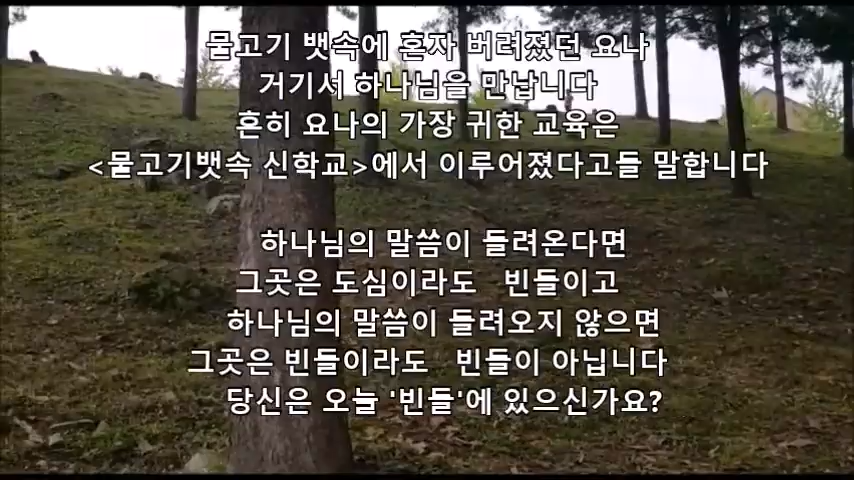 물고기 뱃속에 혼자 버려졌던 요나
거기서 하나님을 만납니다
흔히 요나의 가장 귀한 교육은
<물고기뱃속 신학교>에서 이루어졌다고들 말합니다
하나님의 말씀이 들려온다면
그곳은 도심이라도 빈들이고
하나님의 말씀이 들려오지 않으면
그곳은 빈들이라도 빈들이 아닙니다
당신은 오늘 '빈들'에 있으신가요?